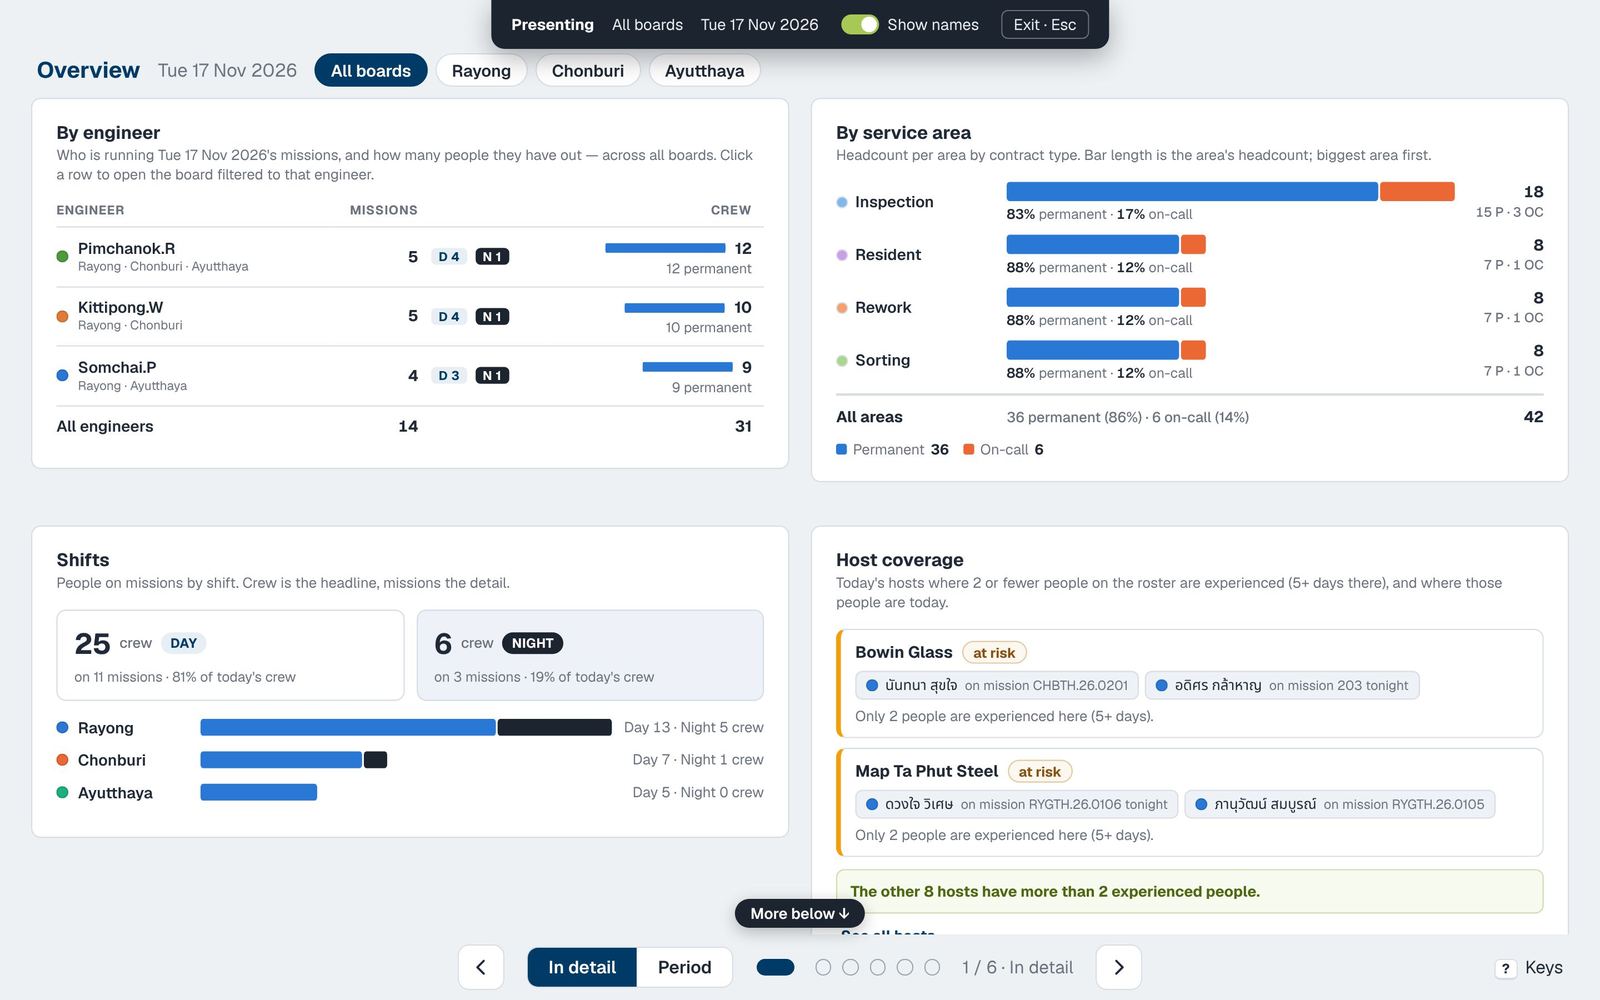 Presenting All boards Tue 17 Nov 2026 Show names Exit · Esc
Overview Tue 17 Nov 2026 All boards Rayong Chonburi Ayutthaya
By engineer
Who is running Tue 17 Nov 2026's missions, and how many people they have out — across all boards. Click
a row to open the board filtered to that engineer.
ENGINEER MISSIONS CREW
Pimchanok.R 5 D 4 N 1 12
Rayong · Chonburi · Ayutthaya 12 permanent
Kittipong.W 5 D 4 N 1 10
Rayong · Chonburi 10 permanent
Somchai.P 4 D 3 N 1 9
Rayong · Ayutthaya 9 permanent
All engineers 14 31
By service area
Headcount per area by contract type. Bar length is the area's headcount; biggest area first.
Inspection 18
83% permanent · 17% on-call 15 P · 3 OC
Resident 8
88% permanent · 12% on-call 7 P · 1 OC
Rework 8
88% permanent · 12% on-call 7 P · 1 OC
Sorting 8
88% permanent · 12% on-call 7 P · 1 OC
All areas 36 permanent (86%) · 6 on-call (14%) 42
Permanent 36 On-call 6
Shifts
People on missions by shift. Crew is the headline, missions the detail.
25 crew DAY
on 11 missions · 81% of today's crew
6 crew NIGHT
on 3 missions · 19% of today's crew
Rayong Day 13 · Night 5 crew
Chonburi Day 7 · Night 1 crew
Ayutthaya Day 5 · Night 0 crew
Host coverage
Today's hosts where 2 or fewer people on the roster are experienced (5+ days there), and where those
people are today.
Bowin Glass at risk
นันทนา สุขใจ on mission CHBTH.26.0201 อดิศร กล้าหาญ on mission 203 tonight
Only 2 people are experienced here (5+ days).
Map Ta Phut Steel at risk
ดวงใจ วิเศษ on mission RYGTH.26.0106 tonight ภานุวัฒน์ สมบูรณ์ on mission RYGTH.26.0105
Only 2 people are experienced here (5+ days).
The other 8 hosts have more than 2 experienced people.
See all hosts
More below ↓
In detail Period 1 / 6 · In detail ? Keys